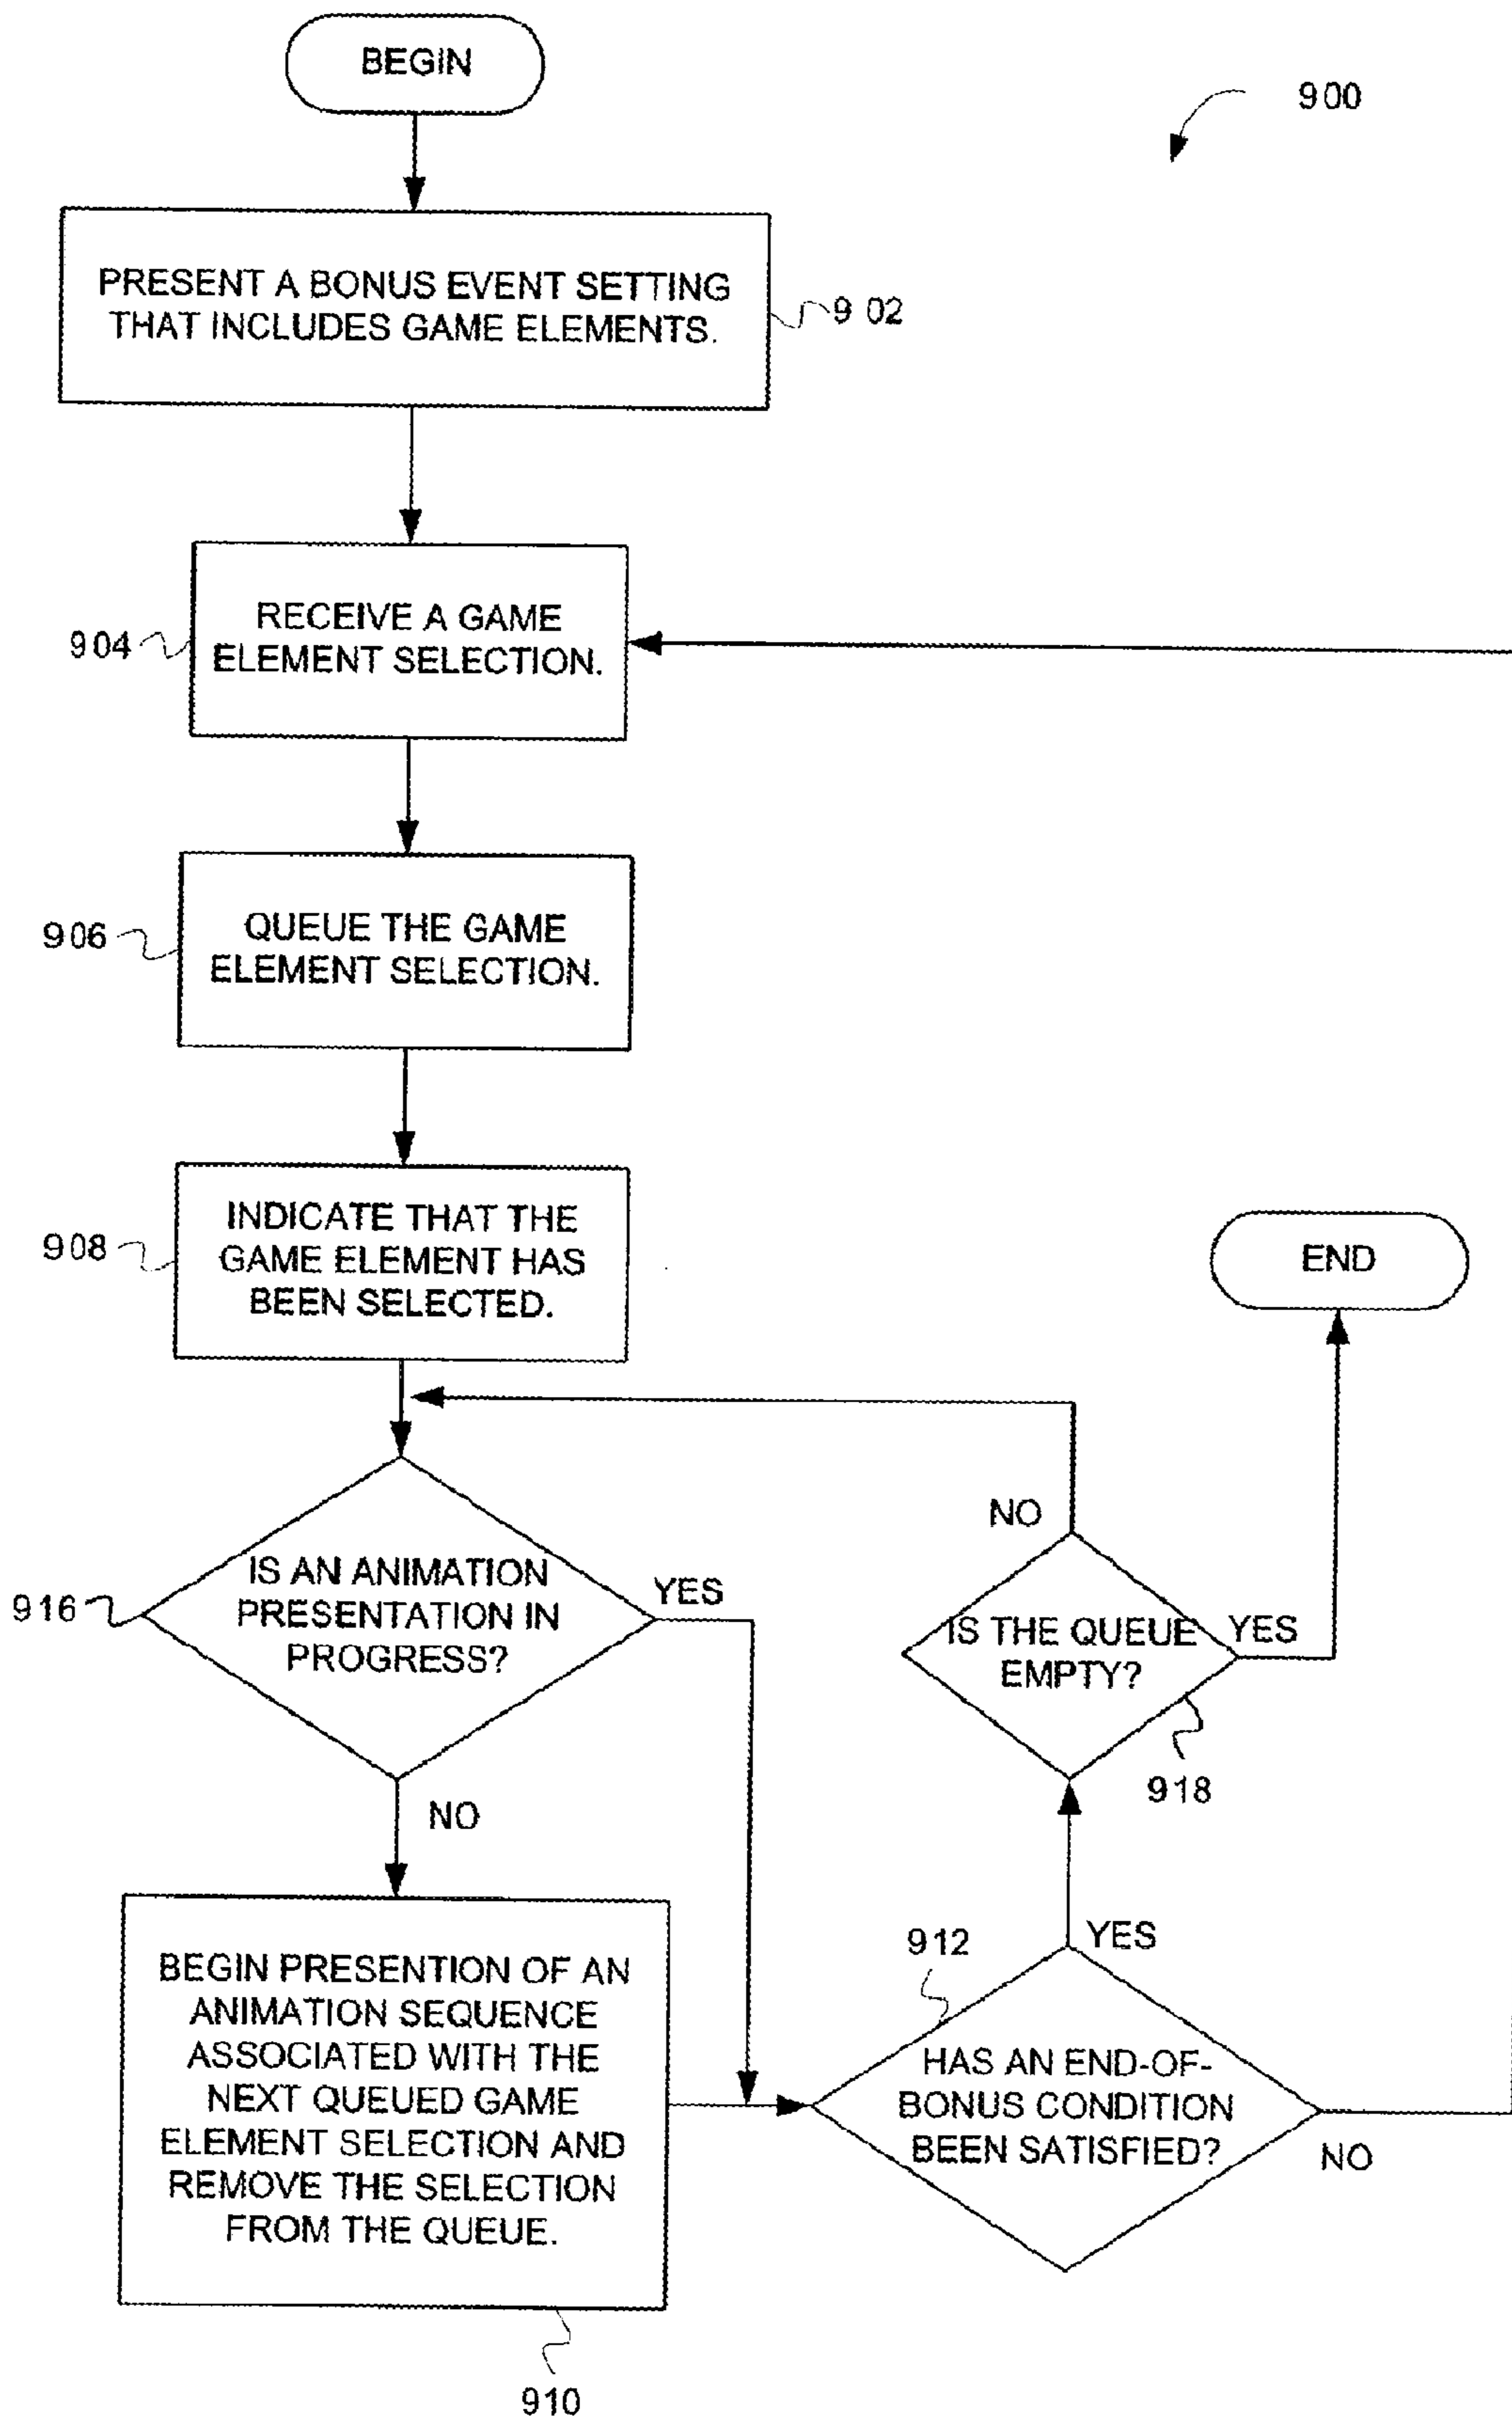 BEGIN
900
PRESENT A BONUS EVENT SETTING
THAT INCLUDES GAME ELEMENTS.
902
RECEIVE A GAME
ELEMENT SELECTION.
904
QUEUE THE GAME
ELEMENT SELECTION.
906
INDICATE THAT THE
GAME ELEMENT HAS
BEEN SELECTED.
908
END
IS AN ANIMATION
PRESENTATION IN
PROGRESS?
916
YES
NO
IS THE QUEUE
EMPTY?
NO
YES
918
BEGIN PRESENTION OF AN
ANIMATION SEQUENCE
ASSOCIATED WITH THE
NEXT QUEUED GAME
ELEMENT SELECTION AND
REMOVE THE SELECTION
FROM THE QUEUE.
910
912
YES
HAS AN END-OF-
BONUS CONDITION
BEEN SATISFIED?
NO